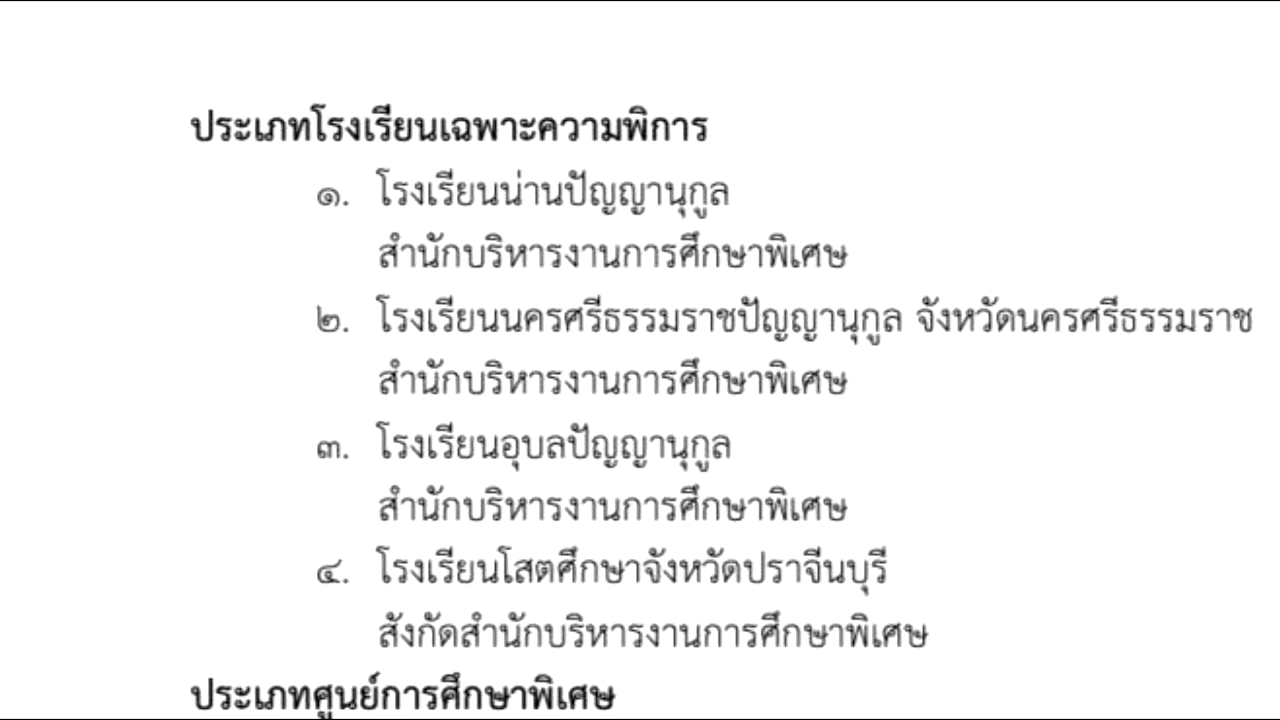 ประเภทโรงเรียนเฉพาะความพิการ
๑. โรงเรียนน่านปัญญานุกูล
สำนักบริหารงานการศึกษาพิเศษ
๒. โรงเรียนนครศรีธรรมราชปัญญานุกูล จังหวัดนครศรีธรรมราช
สำนักบริหารงานการศึกษาพิเศษ
๓. โรงเรียนอุบลปัญญานุกูล
สำนักบริหารงานการศึกษาพิเศษ
๔. โรงเรียนโสตศึกษาจังหวัดปราจีนบุรี
สังกัดสำนักบริหารงานการศึกษาพิเศษ
ประเภทศูนย์การศึกษาพิเศษ